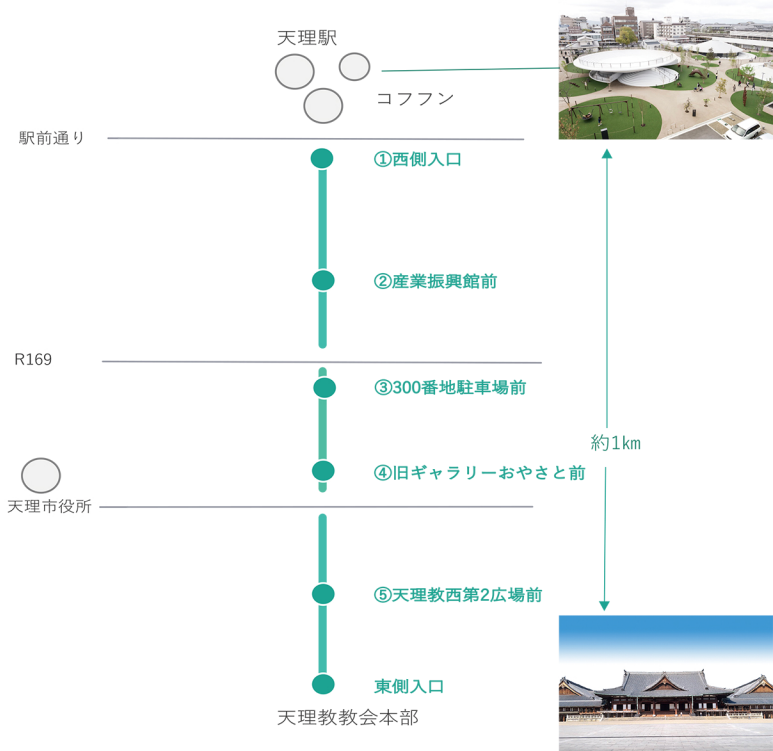 天理駅
コフフン
駅前通り
①西側入口
②産業振興館前
R169
③300番地駐車場前
約1km
④旧ギャラリーおやさと前
天理市役所
⑤天理教西第2広場前
東側入口
天理教教会本部